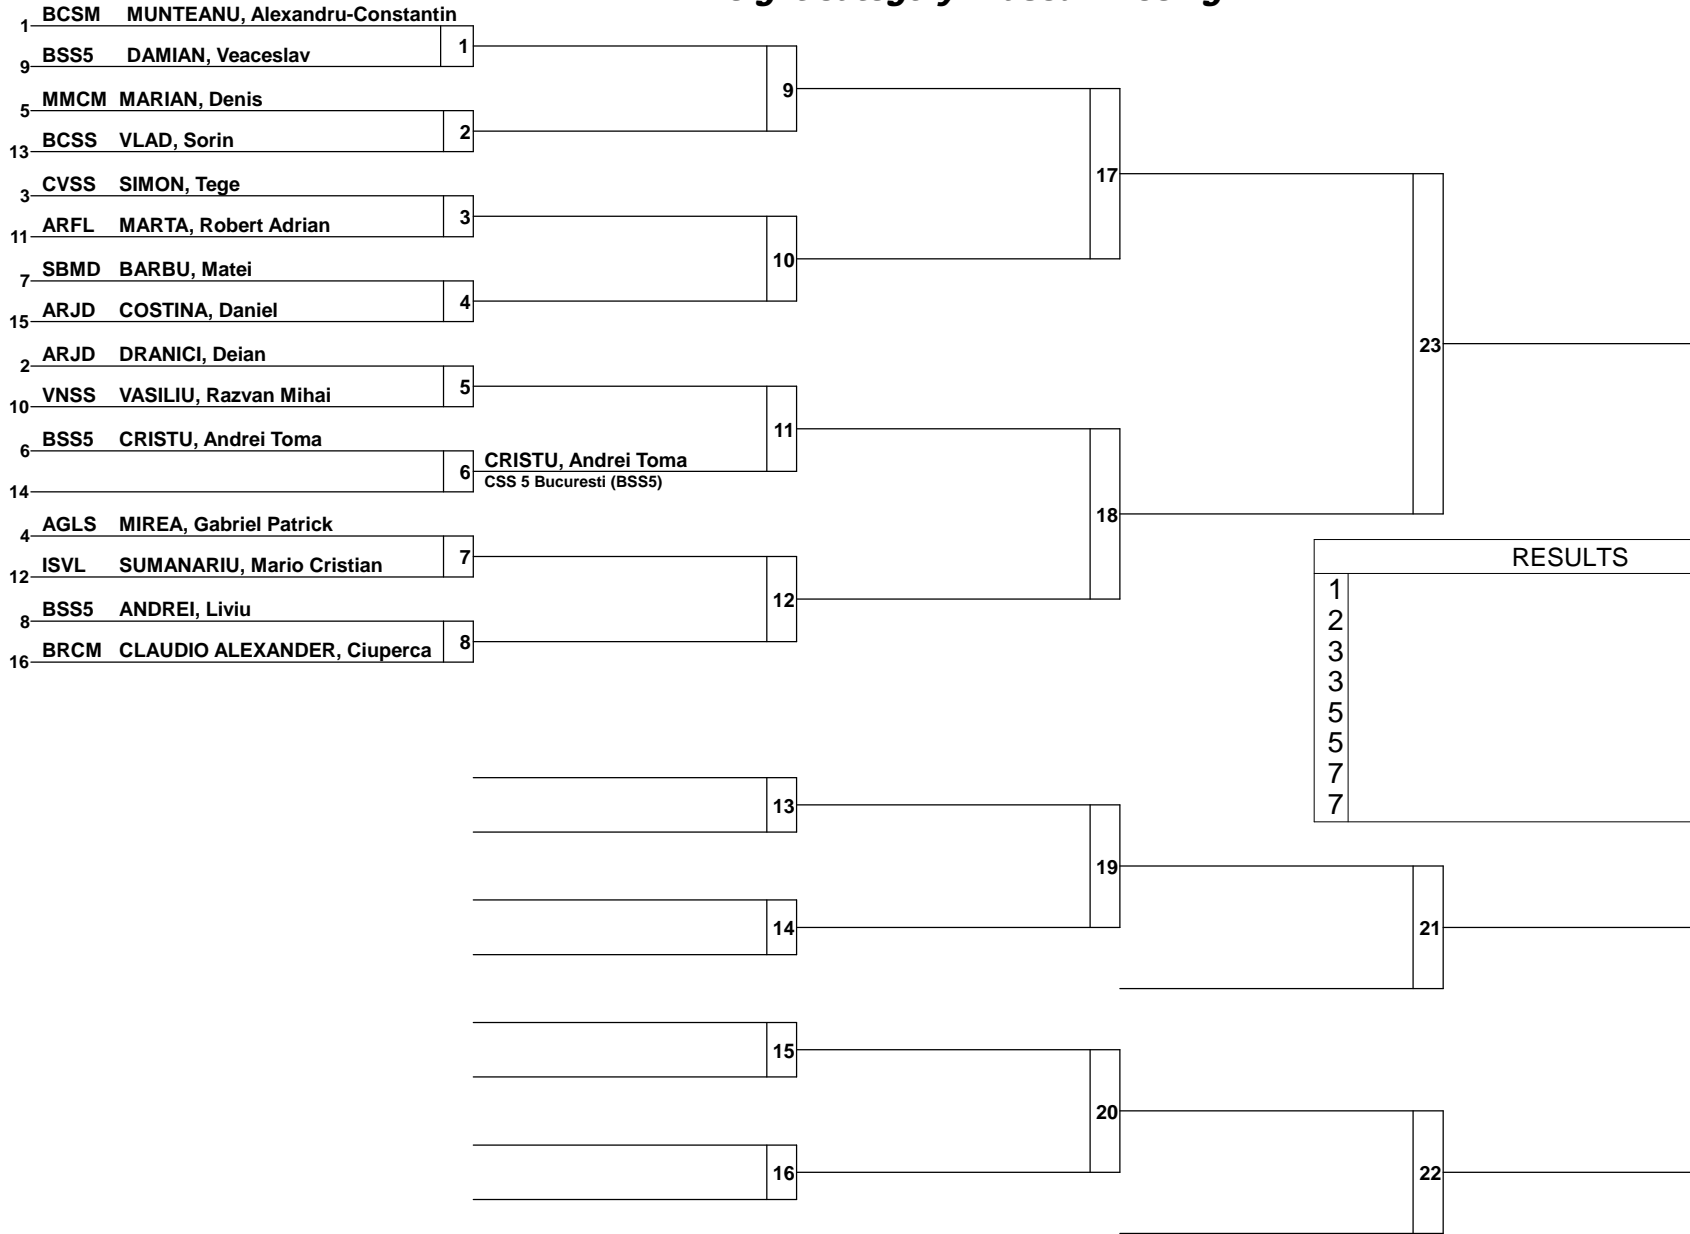 1 BCSM MUNTEANU, Alexandru-Constantin
1
9 BSS5 DAMIAN, Veaceslav
9
5 MMCM MARIAN, Denis
2
13 BCSS VLAD, Sorin
17
3 CVSS SIMON, Tege
3
11 ARFL MARTA, Robert Adrian
10
7 SBMD BARBU, Matei
4
15 ARJD COSTINA, Daniel
23
2 ARJD DRANICI, Deian
5
10 VNSS VASILIU, Razvan Mihai
11
6 BSS5 CRISTU, Andrei Toma
6 CRISTU, Andrei Toma
CSS 5 Bucuresti (BSS5)
14
18
4 AGLS MIREA, Gabriel Patrick
7
12 ISVL SUMANARIU, Mario Cristian
12
8 BSS5 ANDREI, Liviu
8
16 BRCM CLAUDIO ALEXANDER, Ciuperca
RESULTS
1
2
3
3
5
5
7
7
13
19
14
21
15
20
16
22